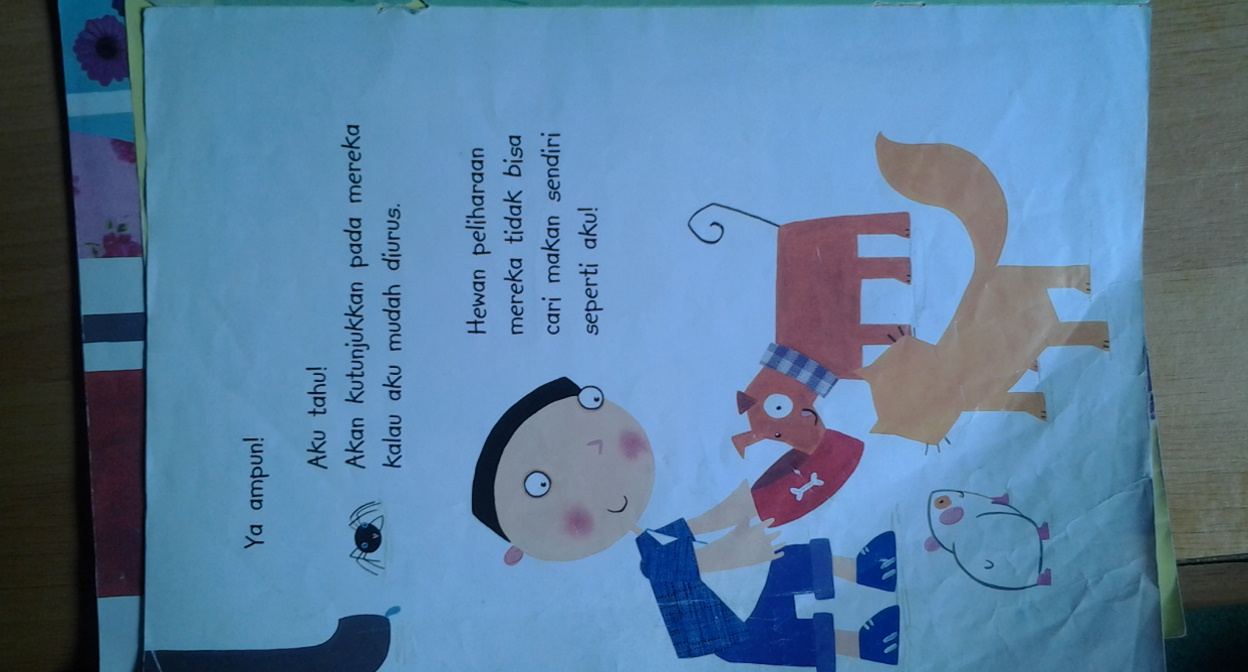 Ya ampun!
Aku tahu!
Akan kutunjukkan pada mereka
kalau aku mudah diurus.
Hewan peliharaan
mereka tidak bisa
cari makan sendiri
seperti aku!